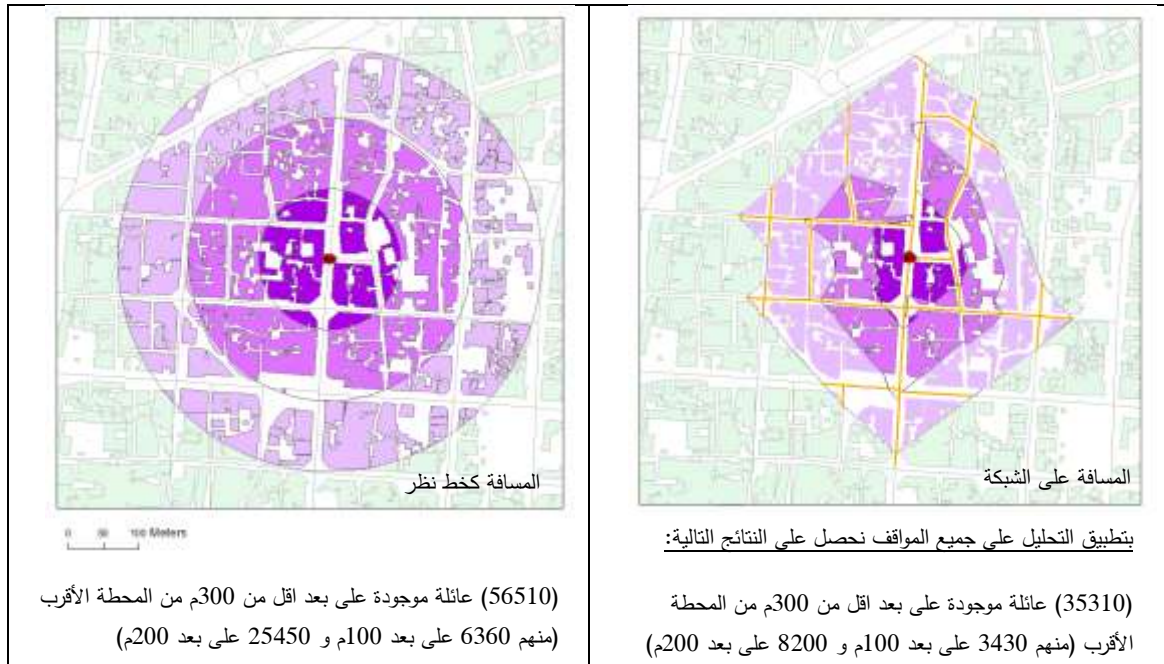 المسافة كخط نظر
0 50 100 Meters
(56510) عائلة موجودة على بعد اقل من 300م من المحطة الأقرب
(منهم 6360 على بعد 100م و 25450 على بعد 200م)
المسافة على الشبكة
بتطبيق التحليل على جميع المواقف نحصل على النتائج التالية:
(35310) عائلة موجودة على بعد اقل من 300م من المحطة
الأقرب (منهم 3430 على بعد 100م و 8200 على بعد 200م)